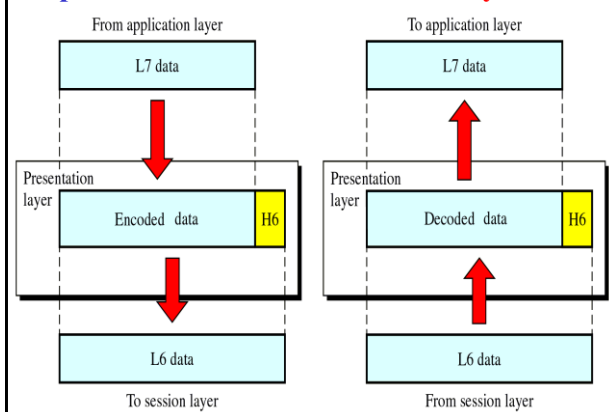 From application layer
L7 data
Presentation
layer
Encoded data
H6
L6 data
To session layer
To application layer
L7 data
Presentation
layer
Decoded data
H6
L6 data
From session layer